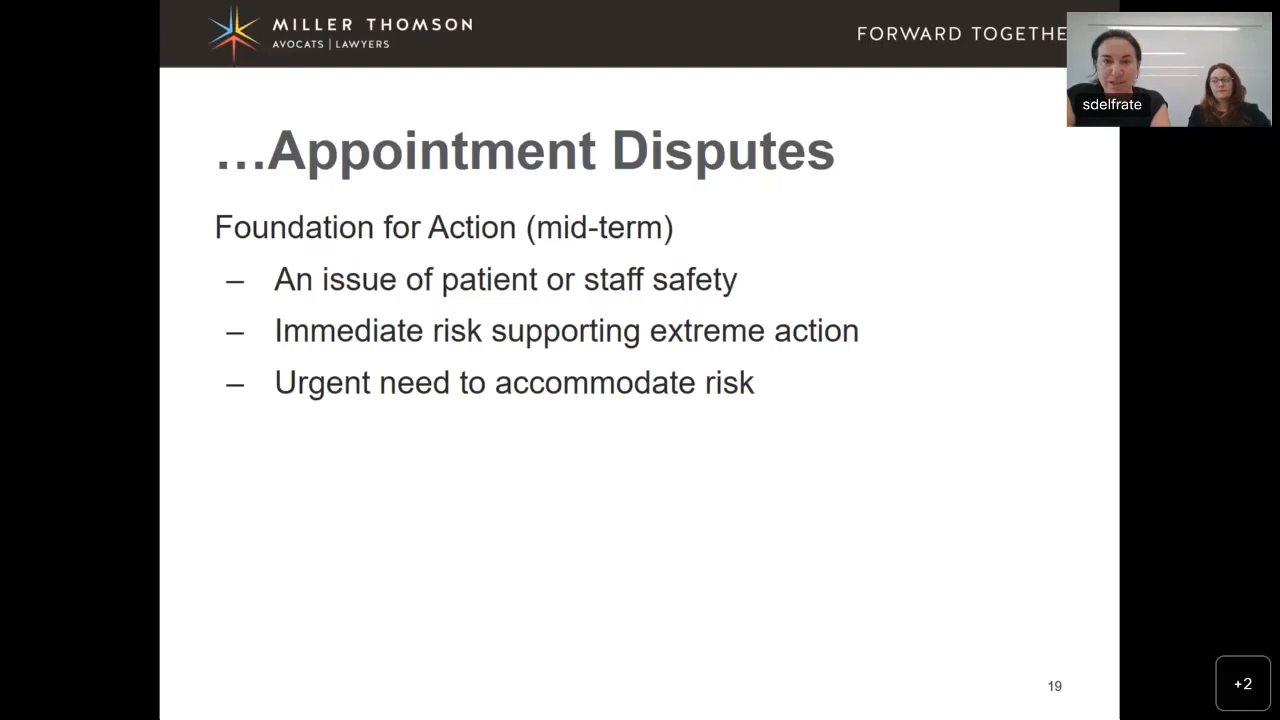 MILLER THOMSON
AVOCATS | LAWYERS
FORWARD TOGETHE
sdelfrate
…Appointment Disputes
Foundation for Action (mid-term)
– An issue of patient or staff safety
– Immediate risk supporting extreme action
– Urgent need to accommodate risk
19
+2